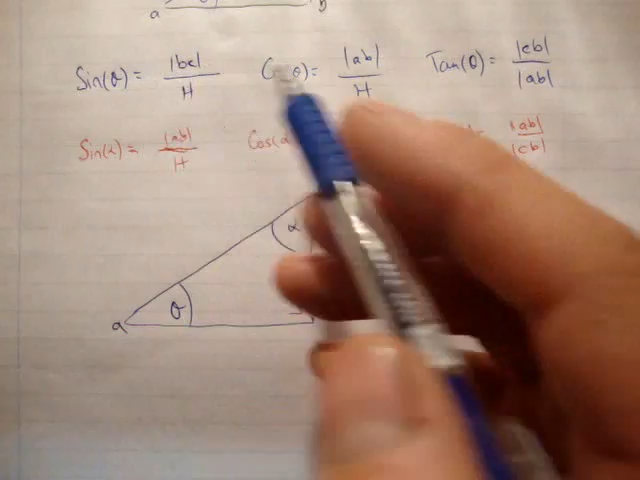 a b
Sin(θ) = |bc|/H C θ) = |ab|/H Tan(θ) = |cb|/|ab|
Sin(α) = |ab|/H Cos(α |ab|/|cb|
α
θ
a